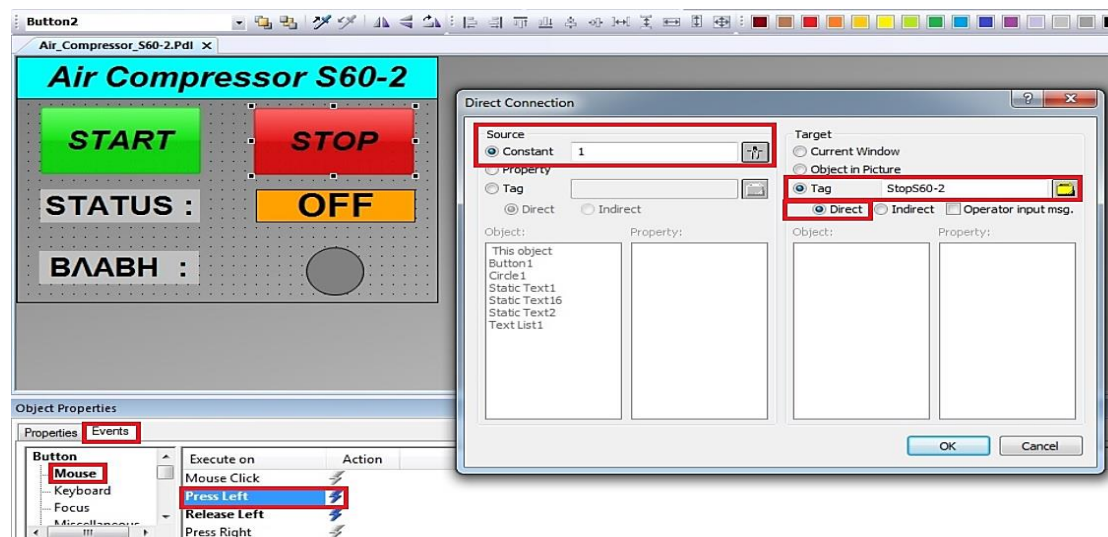 Button2
Air_Compressor_S60-2.Pdl
Air Compressor S60-2
START
STOP
STATUS :
OFF
ΒΛΑΒΗ :
Direct Connection
Source
Constant 1
Property
Tag
Direct Indirect
Object: Property:
This object
Button1
Circle1
Static Text1
Static Text16
Static Text2
Text List1
Target
Current Window
Object in Picture
Tag StopS60-2
Direct Indirect Operator input msg.
Object: Property:
OK Cancel
Object Properties
Properties Events
Button
Mouse
Keyboard
Focus
Miscellaneous
Execute on Action
Mouse Click
Press Left
Release Left
Press Right